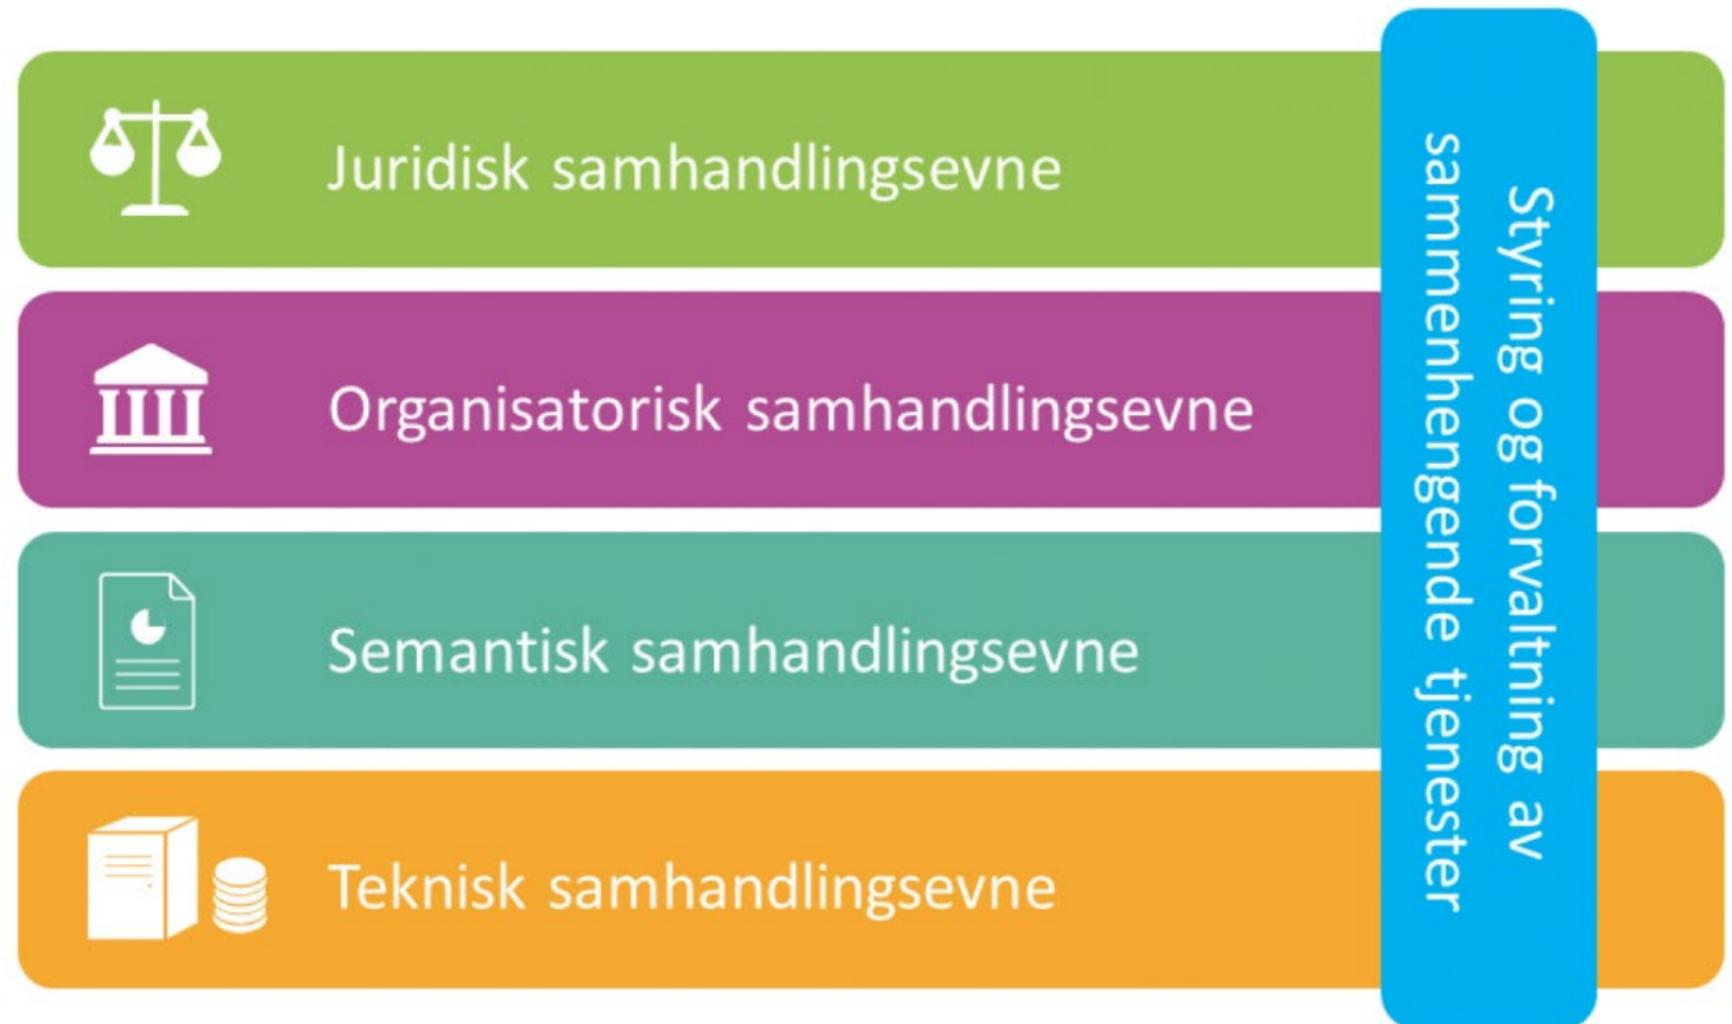 Juridisk samhandlingsevne
Organisatorisk samhandlingsevne
Semantisk samhandlingsevne
Teknisk samhandlingsevne
Styring og forvaltning av
sammenhengende tjenester